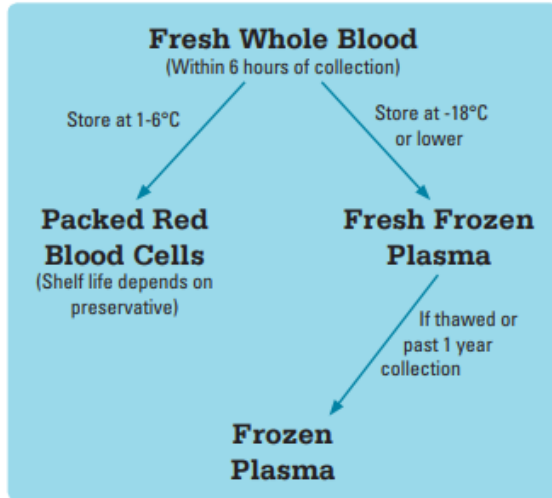 Fresh Whole Blood
(Within 6 hours of collection)
Store at 1-6°C
Store at -18°C
or lower
Packed Red
Blood Cells
(Shelf life depends on
preservative)
Fresh Frozen
Plasma
If thawed or
past 1 year
collection
Frozen
Plasma